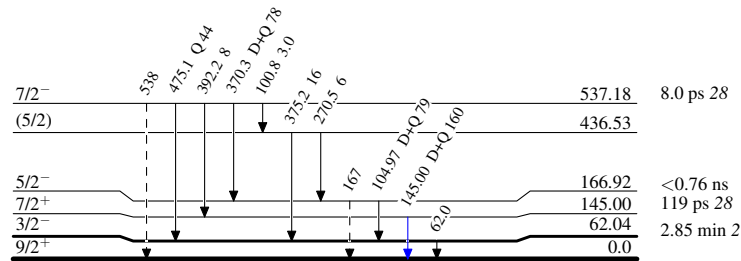 538
475.1 Q 44
392.2 8
370.3 D+Q 78
100.8 3.0
375.2 16
270.5 6
167
104.97 D+Q 79
145.00 D+Q 160
62.0
7/2⁻ 537.18 8.0 ps 28
(5/2) 436.53
5/2⁻ 166.92 <0.76 ns
7/2⁺ 145.00 119 ps 28
3/2⁻ 62.04 2.85 min 2
9/2⁺ 0.0